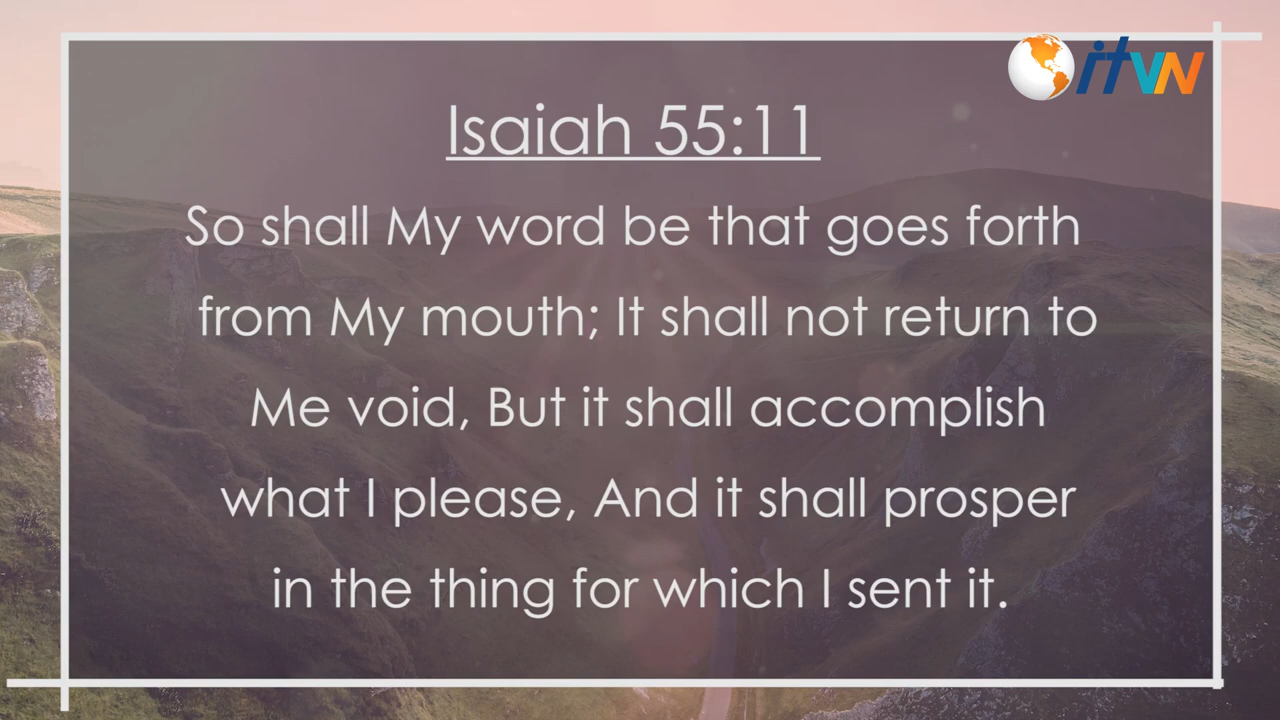 itVN
Isaiah 55:11
So shall My word be that goes forth
from My mouth; It shall not return to
Me void, But it shall accomplish
what I please, And it shall prosper
in the thing for which I sent it.